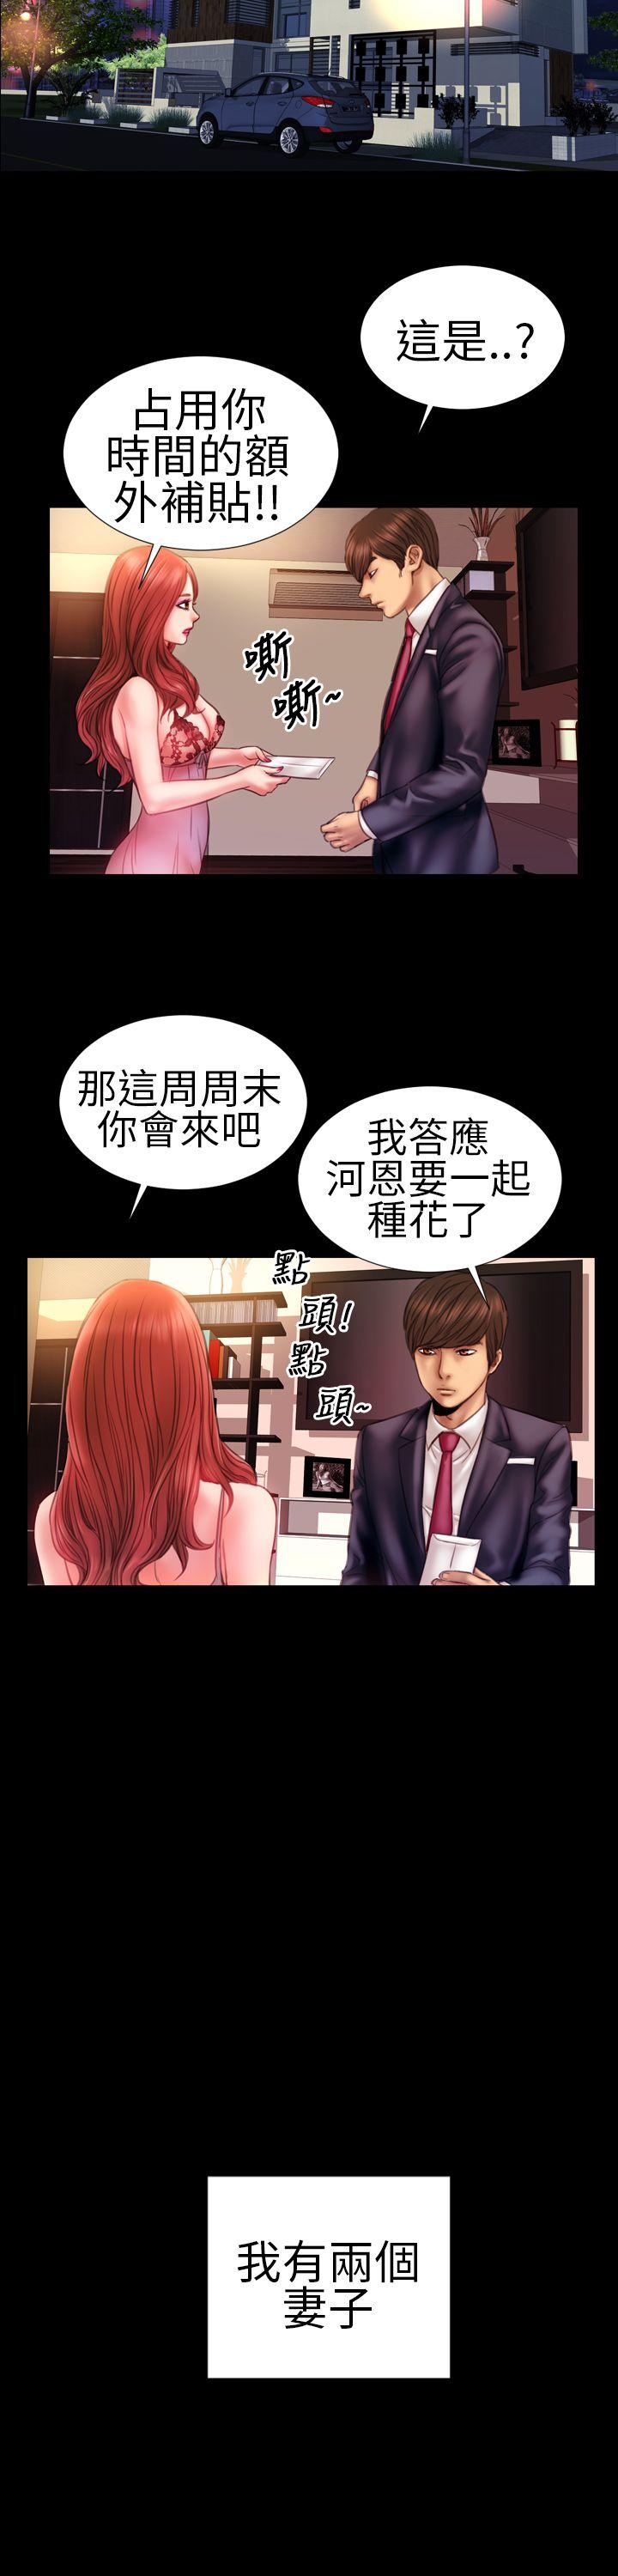 這是..?
占用你
時間的額
外補貼!!
嘶
嘶~
那這周周末
你會來吧
我答應
河恩要一起
種花了
點
頭!
點
頭~
我有兩個
妻子